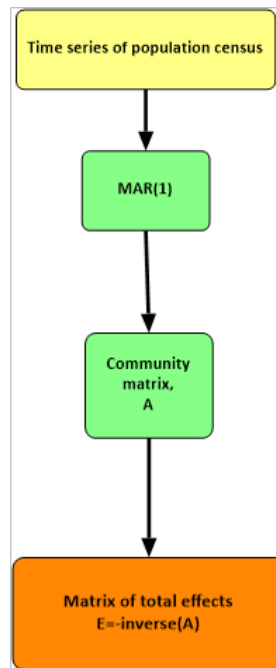 Time series of population census
MAR(1)
Community
matrix,
A
Matrix of total effects
E=-inverse(A)